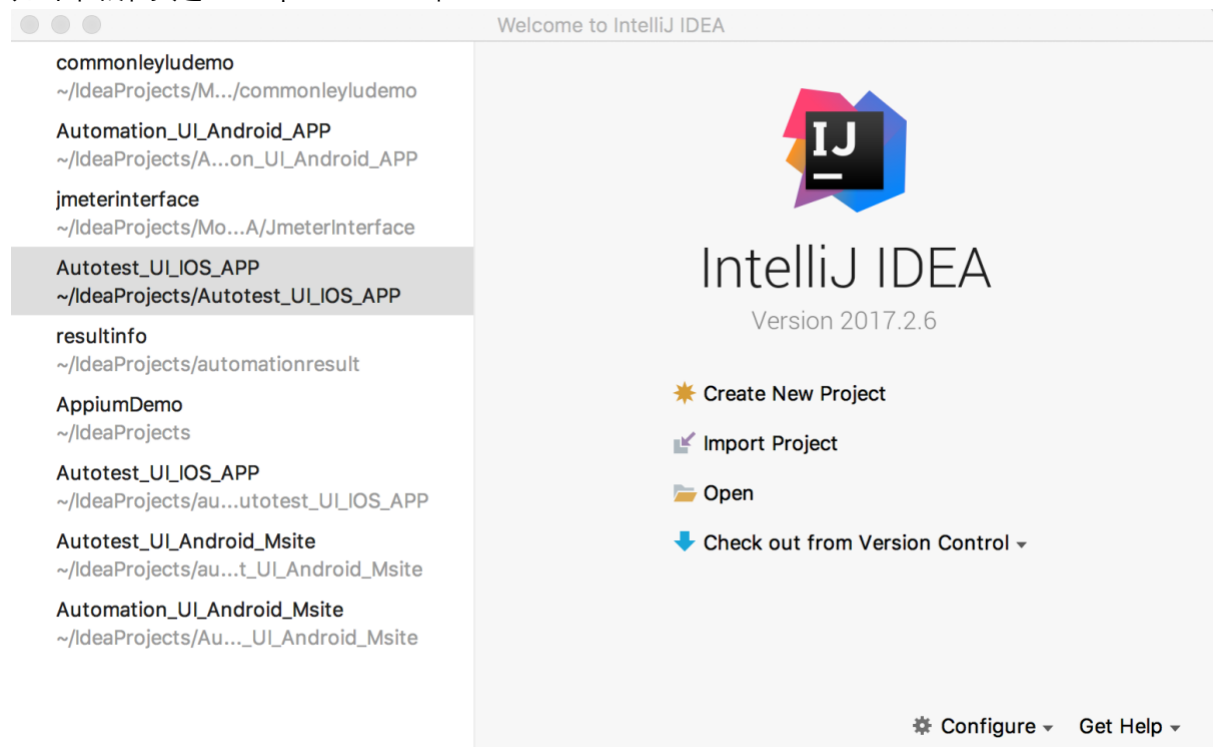 Welcome to IntelliJ IDEA
commonleyludemo
~/IdeaProjects/M.../commonleyludemo
Automation_UI_Android_APP
~/IdeaProjects/A...on_UI_Android_APP
jmeterinterface
~/IdeaProjects/Mo...A/JmeterInterface
Autotest_UI_IOS_APP
~/IdeaProjects/Autotest_UI_IOS_APP
resultinfo
~/IdeaProjects/automationresult
AppiumDemo
~/IdeaProjects
Autotest_UI_IOS_APP
~/IdeaProjects/au...utotest_UI_IOS_APP
Autotest_UI_Android_Msite
~/IdeaProjects/au...t_UI_Android_Msite
Automation_UI_Android_Msite
~/IdeaProjects/Au..._UI_Android_Msite
IJ
IntelliJ IDEA
Version 2017.2.6
Create New Project
Import Project
Open
Check out from Version Control
Configure
Get Help